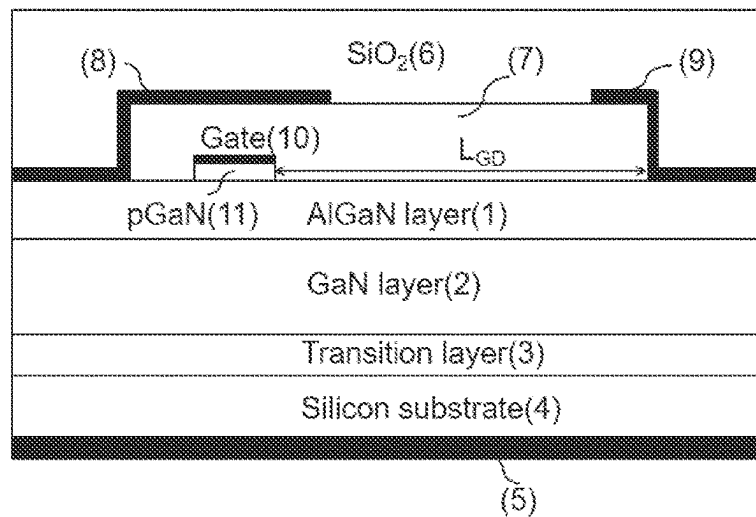 SiO₂(6)
(8)
(7)
(9)
Gate(10)
L_GD
pGaN(11)
AlGaN layer(1)
GaN layer(2)
Transition layer(3)
Silicon substrate(4)
(5)